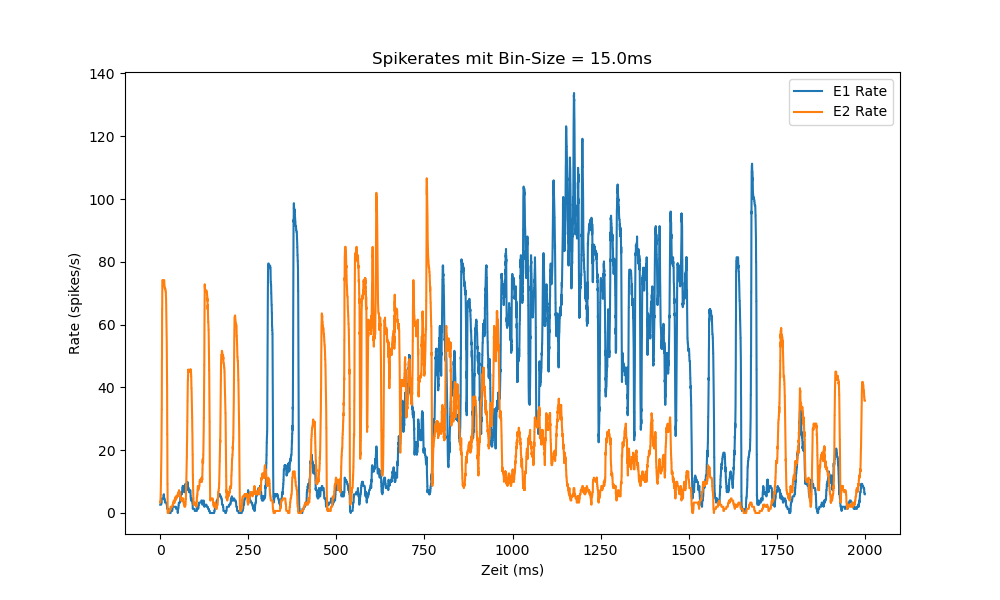 Spikerates mit Bin-Size = 15.0ms
E1 Rate
E2 Rate
Rate (spikes/s)
140
120
100
80
60
40
20
0
0 250 500 750 1000 1250 1500 1750 2000
Zeit (ms)